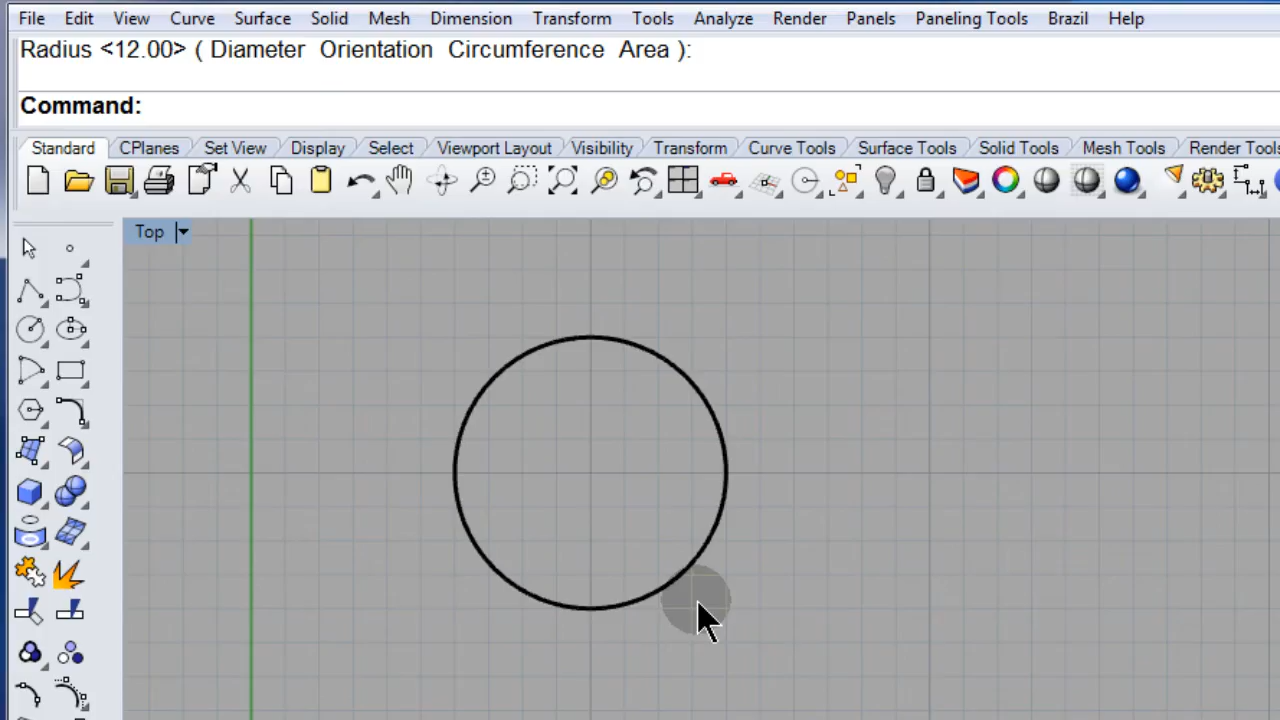 File Edit View Curve Surface Solid Mesh Dimension Transform Tools Analyze Render Panels Paneling Tools Brazil Help
Radius <12.00> ( Diameter Orientation Circumference Area ):
Command:
Standard CPlanes Set View Display Select Viewport Layout Visibility Transform Curve Tools Surface Tools Solid Tools Mesh Tools Render Tools
Top